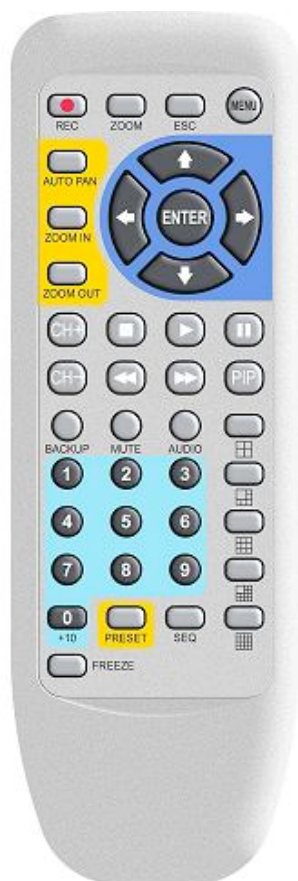 MENU
REC ZOOM ESC
AUTO PAN
ENTER
ZOOM IN
ZOOM OUT
CH+
CH- PIP
BACKUP MUTE AUDIO
1 2 3
4 5 6
7 8 9
0
+10 PRESET SEQ
FREEZE